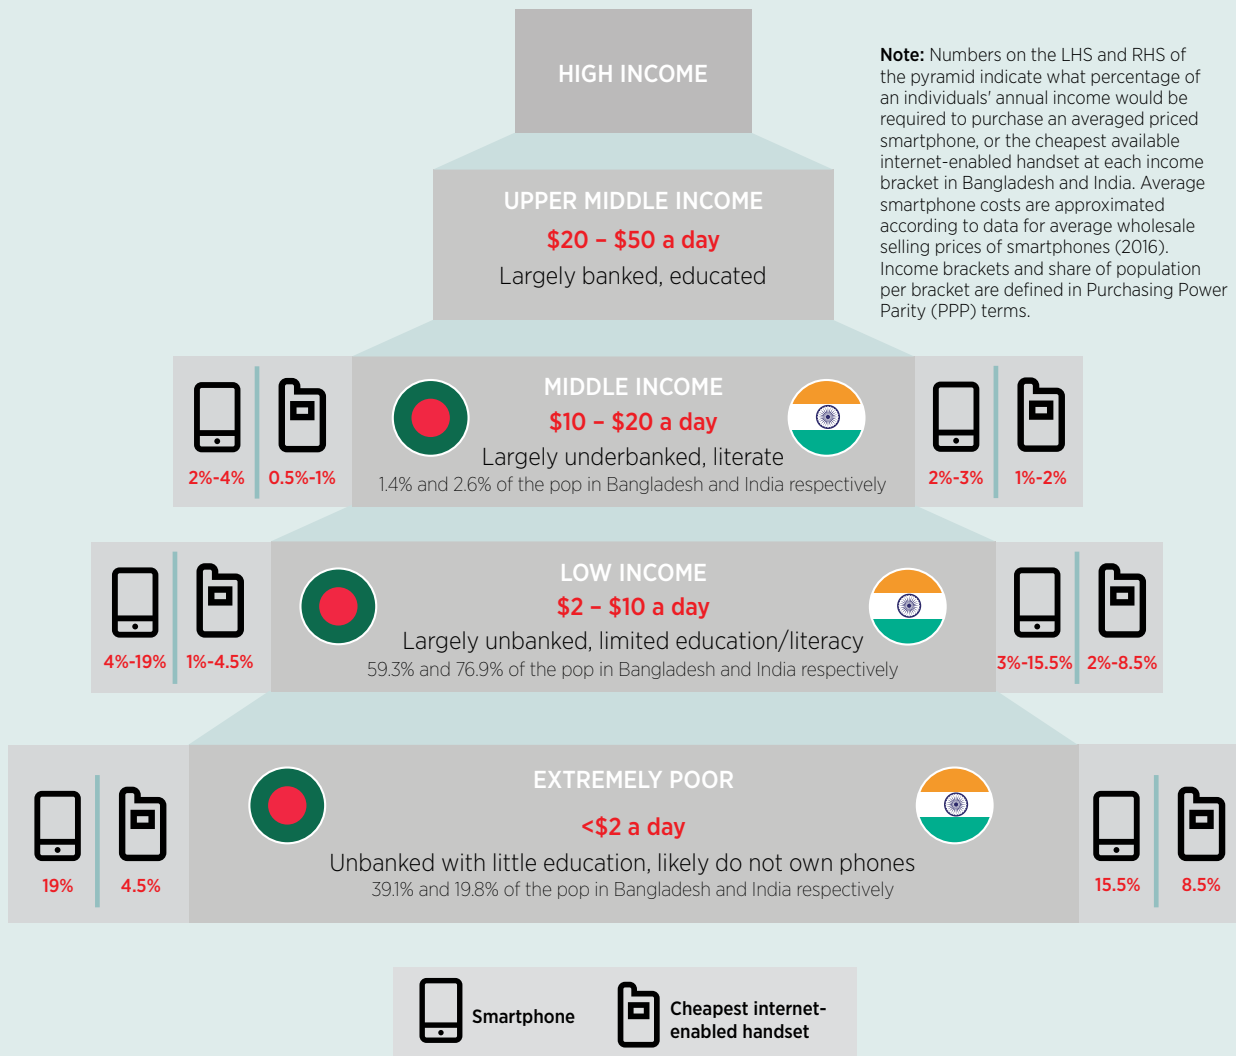 HIGH INCOME
Note: Numbers on the LHS and RHS of
the pyramid indicate what percentage of
an individuals' annual income would be
required to purchase an averaged priced
smartphone, or the cheapest available
internet-enabled handset at each income
bracket in Bangladesh and India. Average
smartphone costs are approximated
according to data for average wholesale
selling prices of smartphones (2016).
Income brackets and share of population
per bracket are defined in Purchasing Power
Parity (PPP) terms.
UPPER MIDDLE INCOME
$20 – $50 a day
Largely banked, educated
MIDDLE INCOME
$10 – $20 a day
Largely underbanked, literate
1.4% and 2.6% of the pop in Bangladesh and India respectively
2%-4%
0.5%-1%
2%-3%
1%-2%
LOW INCOME
$2 – $10 a day
Largely unbanked, limited education/literacy
59.3% and 76.9% of the pop in Bangladesh and India respectively
4%-19%
1%-4.5%
3%-15.5%
2%-8.5%
EXTREMELY POOR
<$2 a day
Unbanked with little education, likely do not own phones
39.1% and 19.8% of the pop in Bangladesh and India respectively
19%
4.5%
15.5%
8.5%
Smartphone
Cheapest internet-
enabled handset